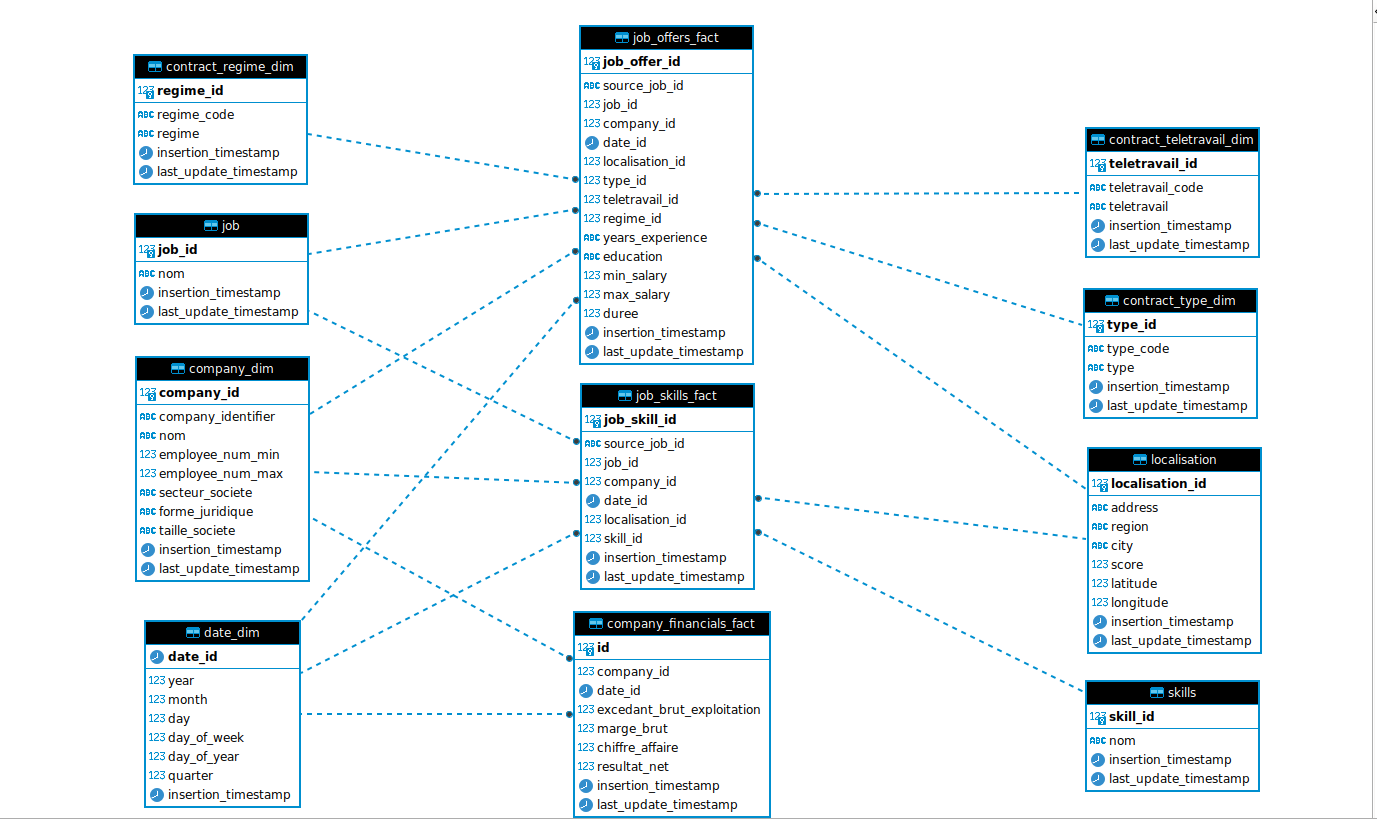 contract_regime_dim
regime_id
regime_code
regime
insertion_timestamp
last_update_timestamp
job
job_id
nom
insertion_timestamp
last_update_timestamp
company_dim
company_id
company_identifier
nom
employee_num_min
employee_num_max
secteur_societe
forme_juridique
taille_societe
insertion_timestamp
last_update_timestamp
date_dim
date_id
year
month
day
day_of_week
day_of_year
quarter
insertion_timestamp
job_offers_fact
job_offer_id
source_job_id
job_id
company_id
date_id
localisation_id
type_id
teletravail_id
regime_id
years_experience
education
min_salary
max_salary
duree
insertion_timestamp
last_update_timestamp
job_skills_fact
job_skill_id
source_job_id
job_id
company_id
date_id
localisation_id
skill_id
insertion_timestamp
last_update_timestamp
company_financials_fact
id
company_id
date_id
excedant_brut_exploitation
marge_brut
chiffre_affaire
resultat_net
insertion_timestamp
last_update_timestamp
contract_teletravail_dim
teletravail_id
teletravail_code
teletravail
insertion_timestamp
last_update_timestamp
contract_type_dim
type_id
type_code
type
insertion_timestamp
last_update_timestamp
localisation
localisation_id
address
region
city
score
latitude
longitude
insertion_timestamp
last_update_timestamp
skills
skill_id
nom
insertion_timestamp
last_update_timestamp